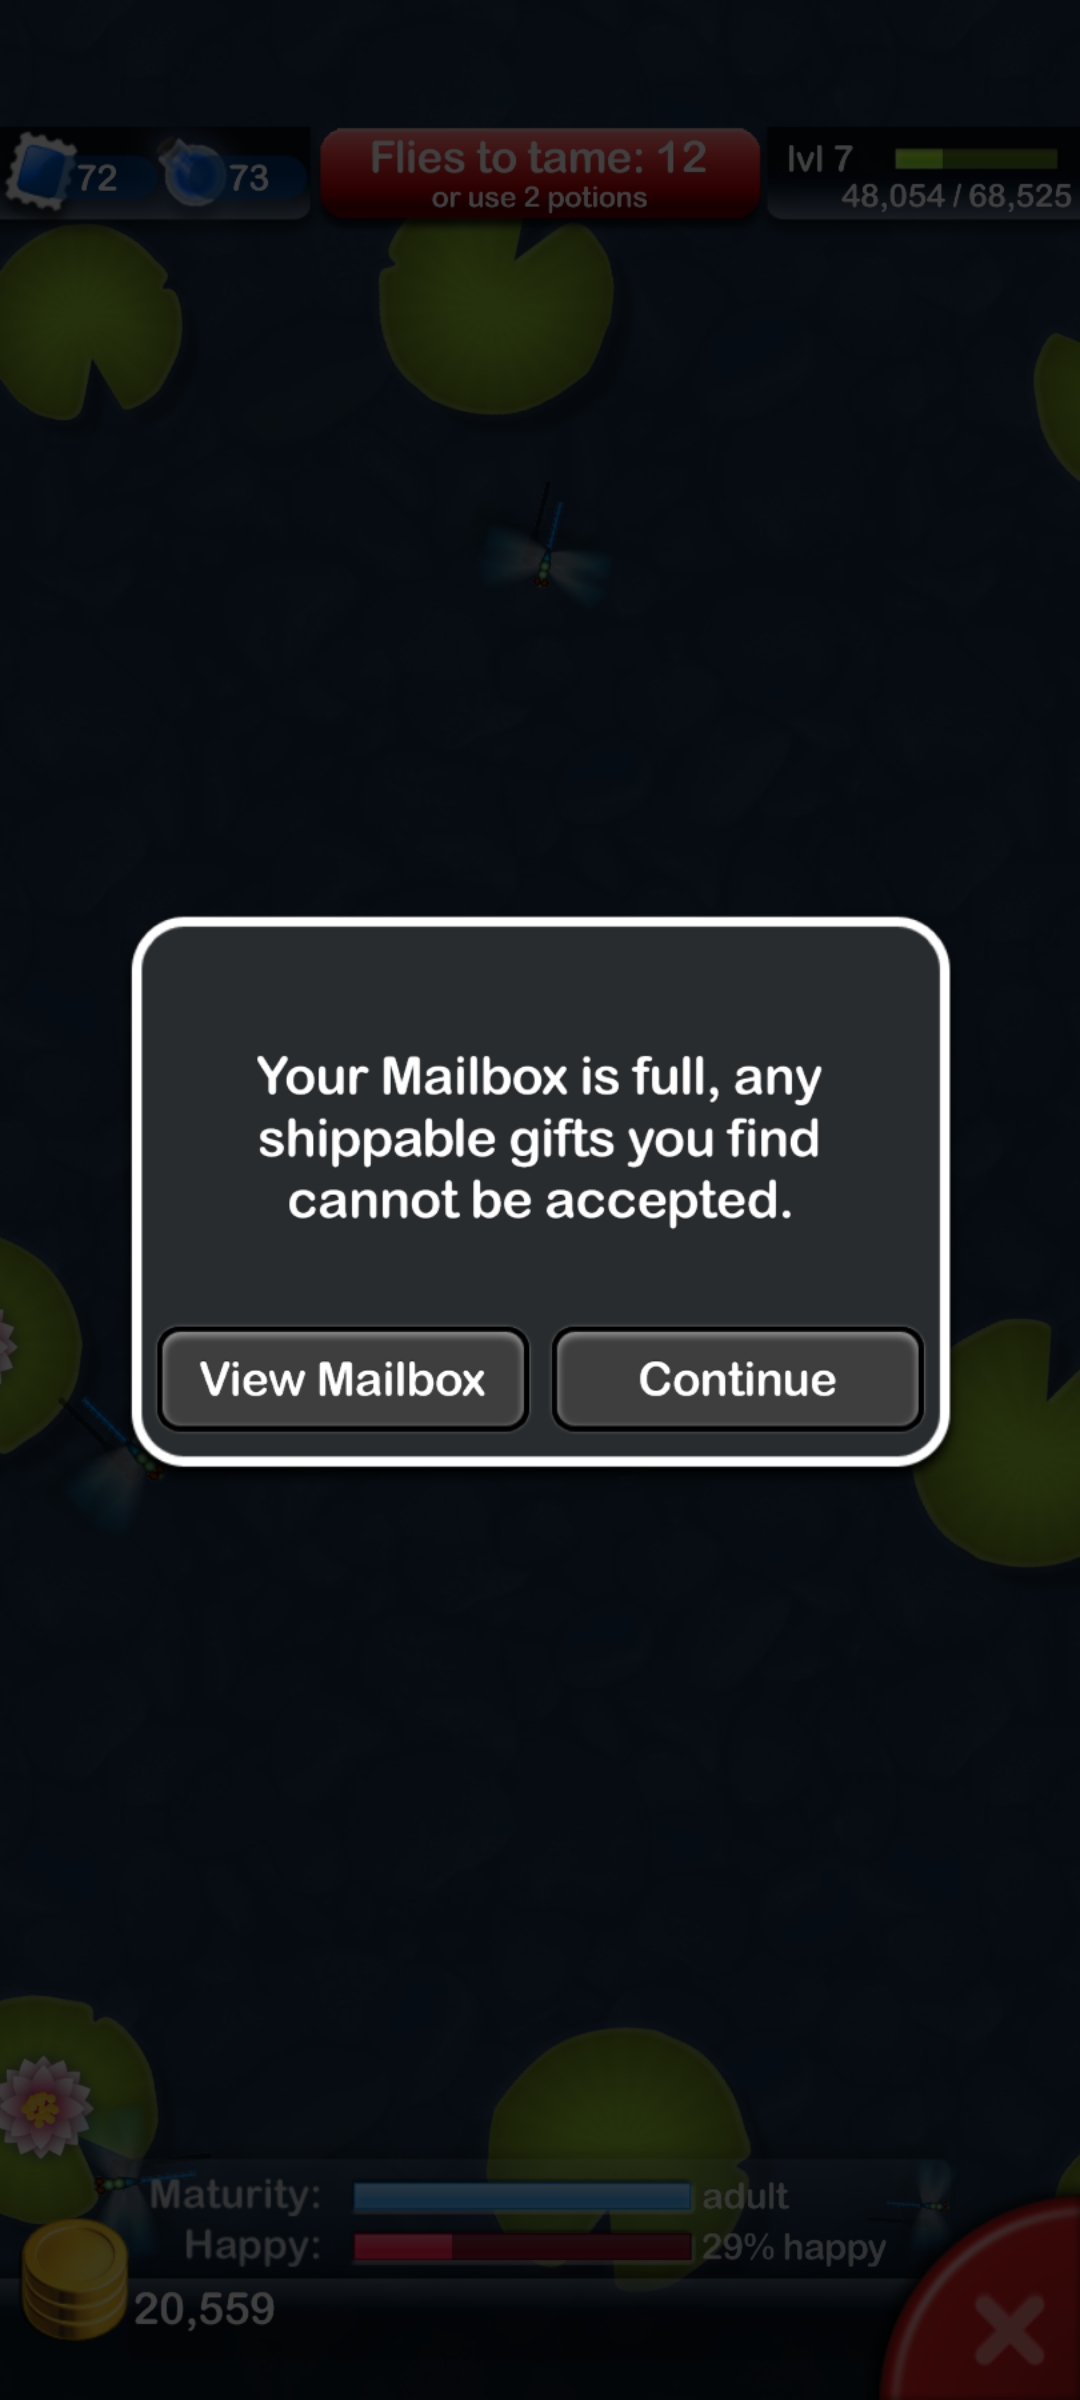 72
73
Flies to tame: 12
or use 2 potions
lvl 7
48,054 / 68,525
Your Mailbox is full, any
shippable gifts you find
cannot be accepted.
View Mailbox
Continue
Maturity:
adult
Happy:
29% happy
20,559